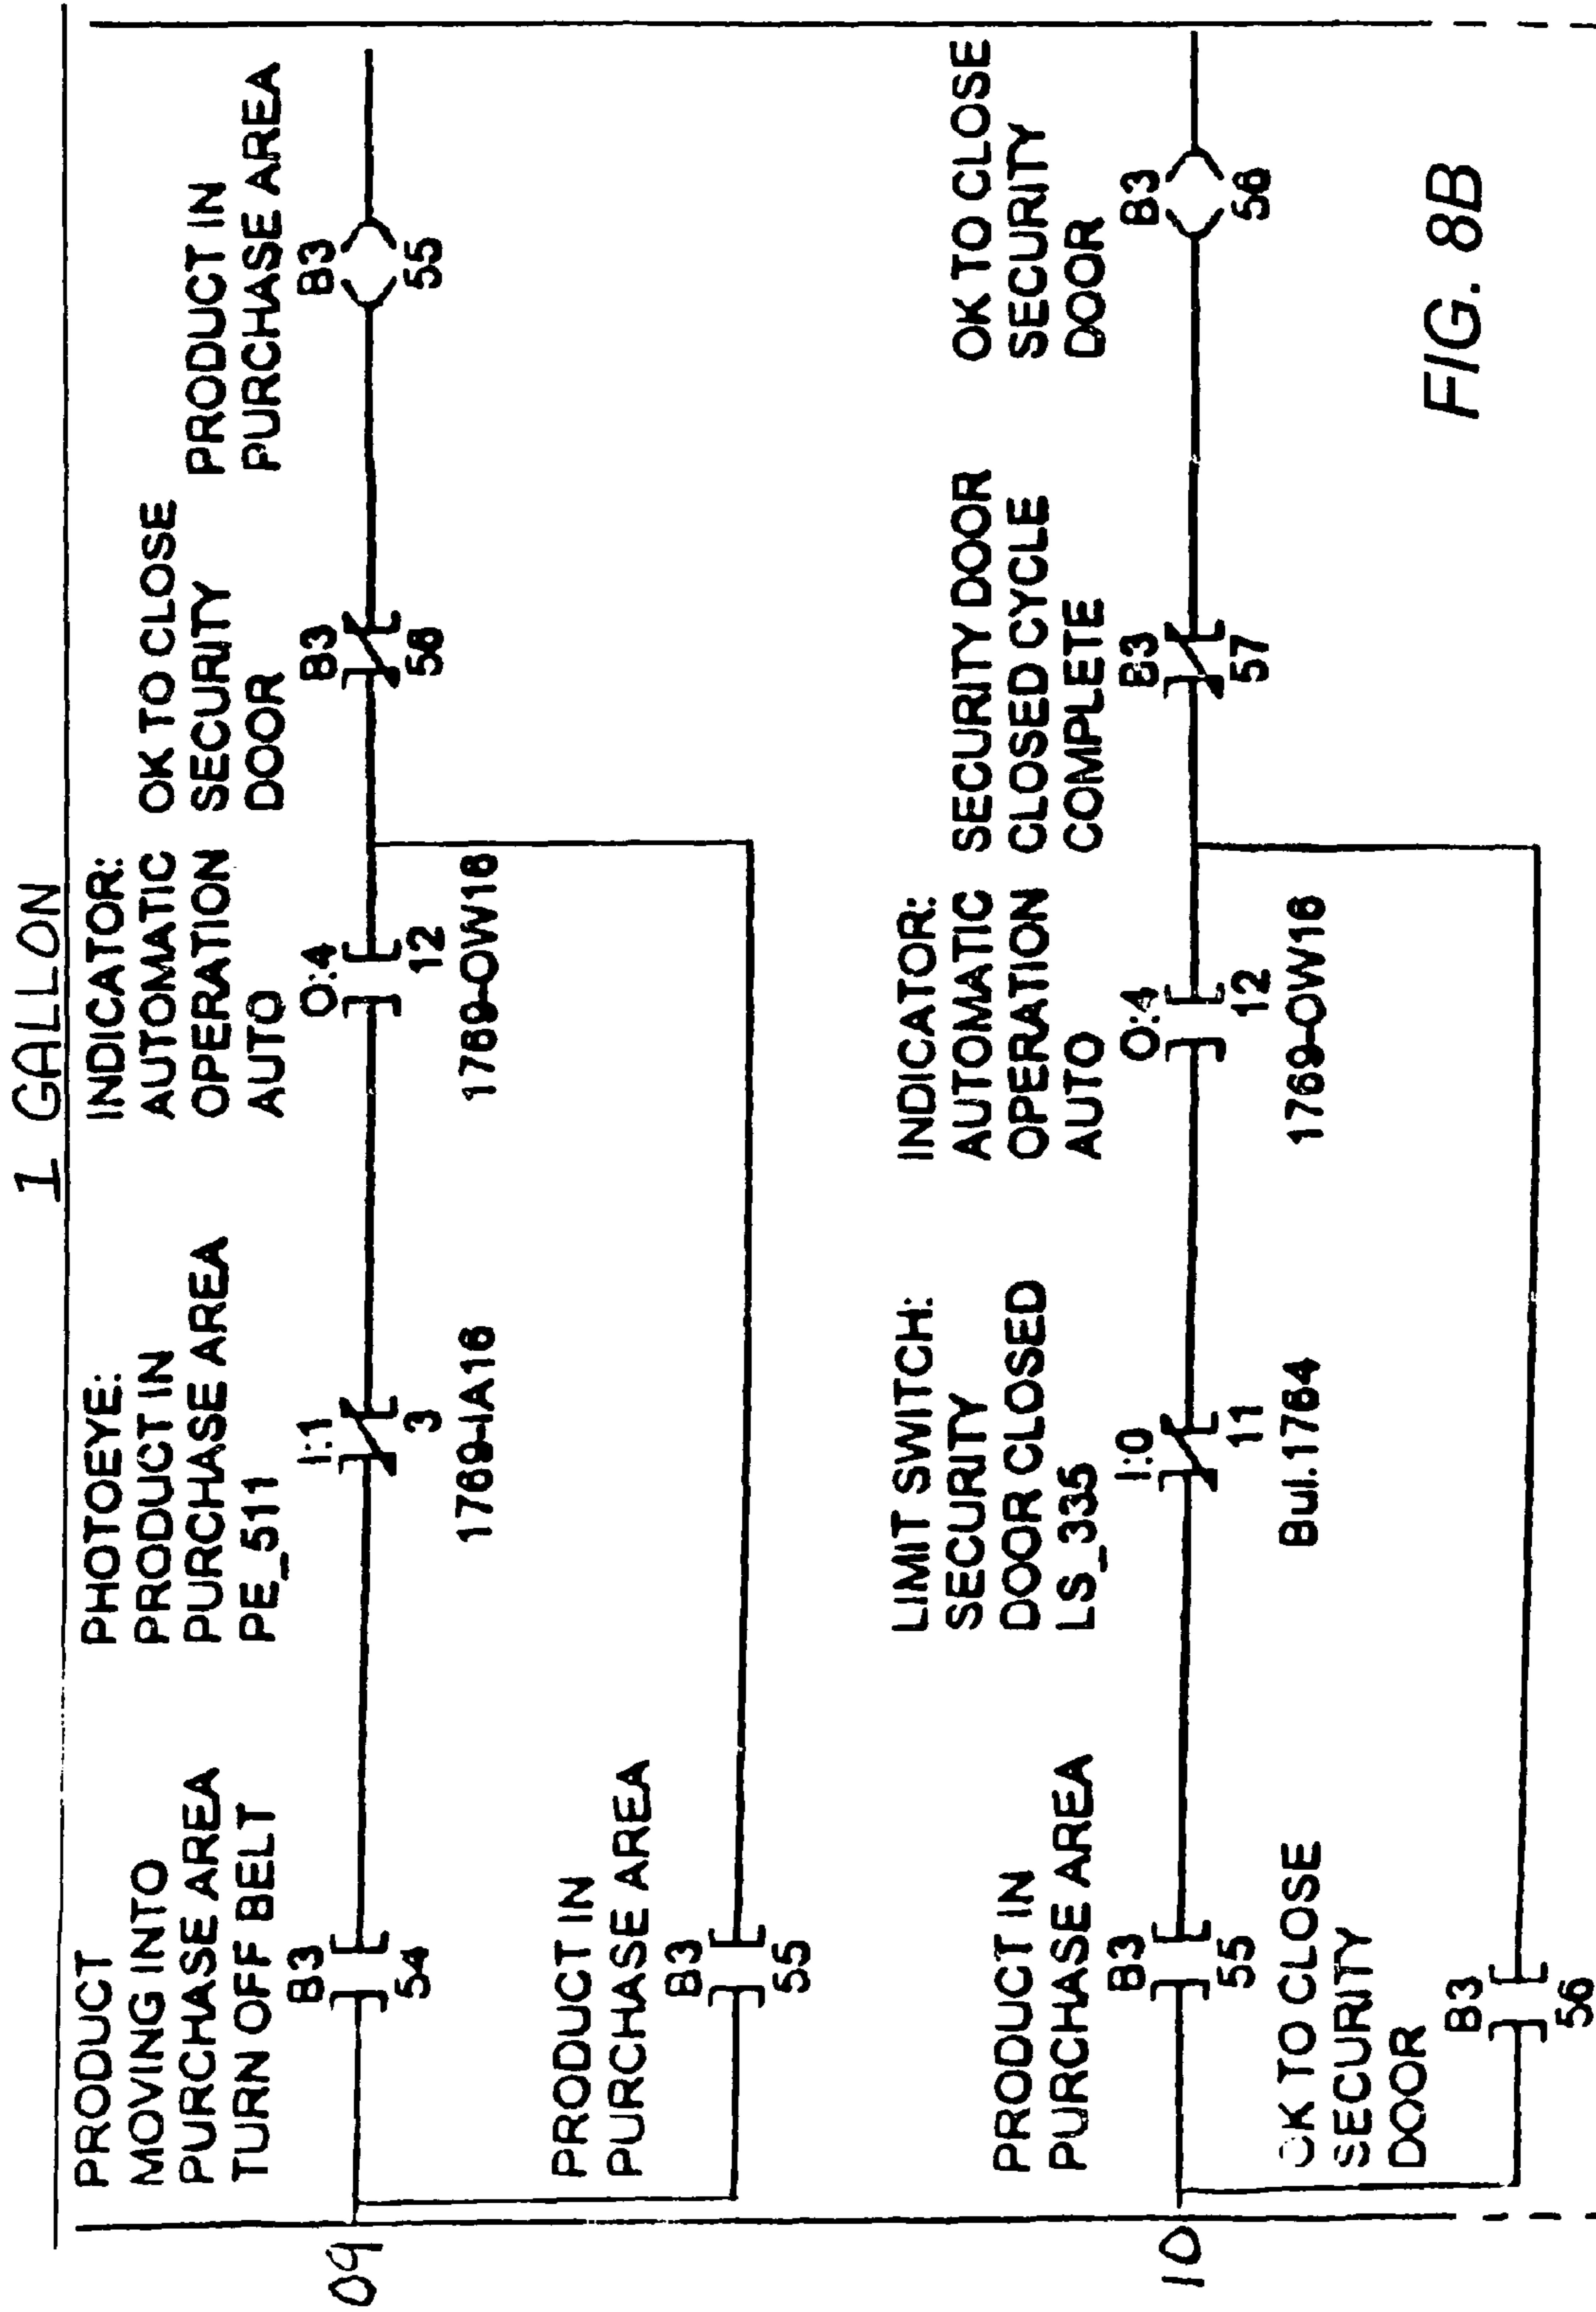 1 GALLON
PRODUCT
MOVING INTO
PURCHASE AREA
TURN OFF BELT
B3
54
PHOTOEYE:
PRODUCT IN
PURCHASE AREA
PE_511
I:1
3
1769-IA16
INDICATOR:
AUTOMATIC
OPERATION
AUTO
O:4
12
1769-OW16
OK TO CLOSE
SECURITY
DOOR
B3
56
PRODUCT IN
PURCHASE AREA
B3
55
09
PRODUCT IN
PURCHASE AREA
B3
55
PRODUCT IN
PURCHASE AREA
B3
55
LIMIT SWITCH:
SECURITY
DOOR CLOSED
LS_335
I:0
11
Bul.1764
INDICATOR:
AUTOMATIC
OPERATION
AUTO
O:4
12
1769-OW16
SECURITY DOOR
CLOSED CYCLE
COMPLETE
B3
57
OK TO CLOSE
SECURITY
DOOR
B3
56
10
OK TO CLOSE
SECURITY
DOOR
B3
56
FIG. 8B